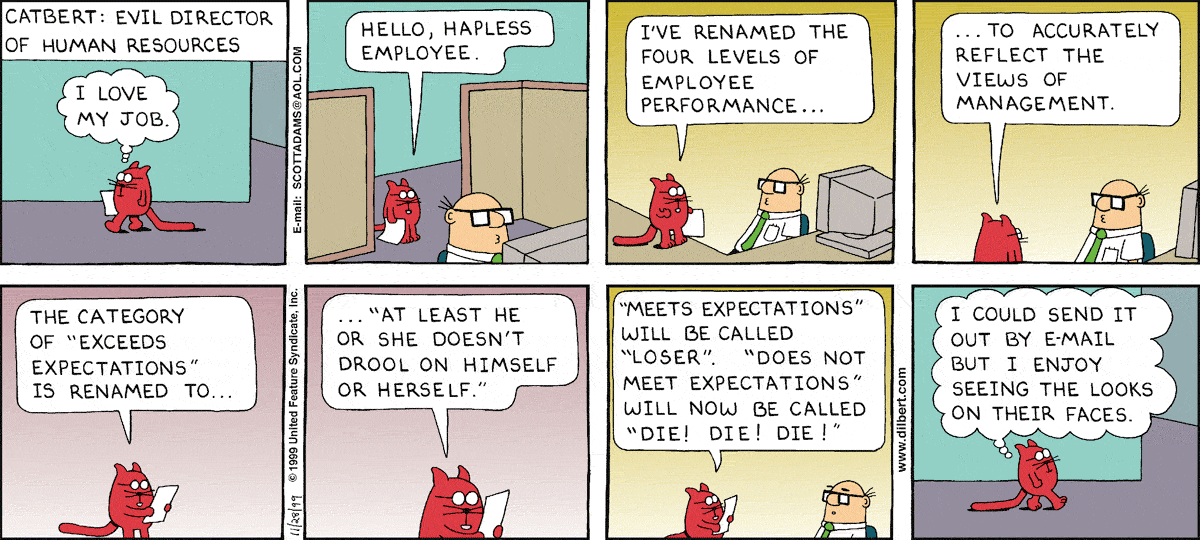 CATBERT: EVIL DIRECTOR
OF HUMAN RESOURCES
I LOVE
MY JOB.
E-mail: SCOTTADAMS@AOL.COM
HELLO, HAPLESS
EMPLOYEE.
I'VE RENAMED THE
FOUR LEVELS OF
EMPLOYEE
PERFORMANCE...
...TO ACCURATELY
REFLECT THE
VIEWS OF
MANAGEMENT.
THE CATEGORY
OF "EXCEEDS
EXPECTATIONS"
IS RENAMED TO...
11/28/99 © 1999 United Feature Syndicate, Inc.
..."AT LEAST HE
OR SHE DOESN'T
DROOL ON HIMSELF
OR HERSELF."
"MEETS EXPECTATIONS"
WILL BE CALLED
"LOSER". "DOES NOT
MEET EXPECTATIONS"
WILL NOW BE CALLED
"DIE! DIE! DIE!"
www.dilbert.com
I COULD SEND IT
OUT BY E-MAIL
BUT I ENJOY
SEEING THE LOOKS
ON THEIR FACES.